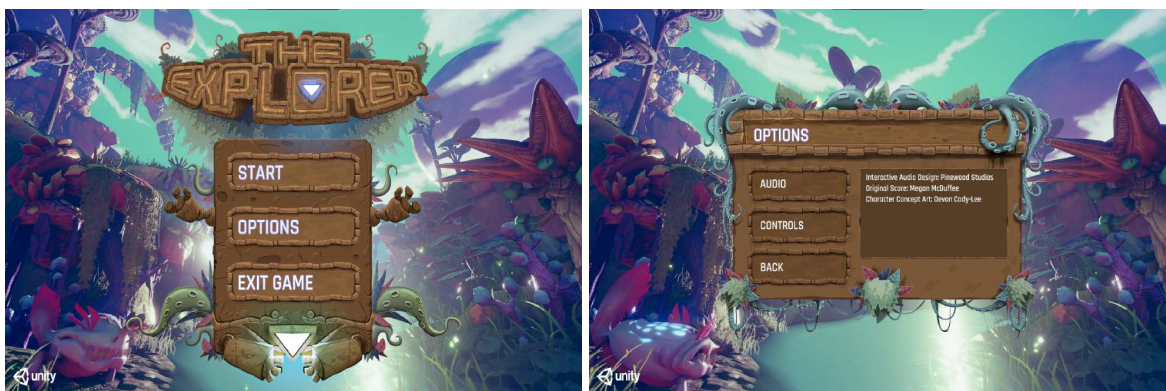 THE
EXPLORER
START
OPTIONS
EXIT GAME
unity
OPTIONS
AUDIO
CONTROLS
BACK
Interactive Audio Design: Pinewood Studios
Original Score: Megan McDuffee
Character Concept Art: Devon Cady-Lee
unity